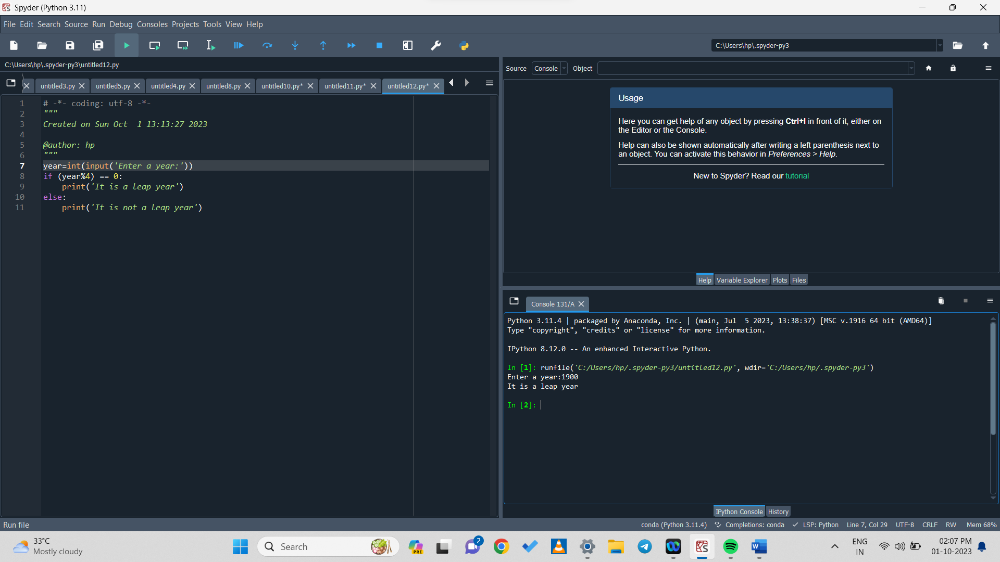 Spyder (Python 3.11)
File Edit Search Source Run Debug Consoles Projects Tools View Help
C:\Users\hp\.spyder-py3
C:\Users\hp\.spyder-py3\untitled12.py
untitled3.py untitled5.py untitled4.py untitled8.py untitled10.py* untitled11.py* untitled12.py*
1 # -*- coding: utf-8 -*-
2 """
3 Created on Sun Oct  1 13:13:27 2023
4
5 @author: hp
6 """
7 year=int(input('Enter a year:'))
8 if (year%4) == 0:
9     print('It is a leap year')
10 else:
11     print('It is not a leap year')
Source Console Object
Usage
Here you can get help of any object by pressing Ctrl+I in front of it, either on
the Editor or the Console.
Help can also be shown automatically after writing a left parenthesis next to
an object. You can activate this behavior in Preferences > Help.
New to Spyder? Read our tutorial
Help Variable Explorer Plots Files
Console 131/A
Python 3.11.4 | packaged by Anaconda, Inc. | (main, Jul  5 2023, 13:38:37) [MSC v.1916 64 bit (AMD64)]
Type "copyright", "credits" or "license" for more information.
IPython 8.12.0 -- An enhanced Interactive Python.
In [1]: runfile('C:/Users/hp/.spyder-py3/untitled12.py', wdir='C:/Users/hp/.spyder-py3')
Enter a year:1900
It is a leap year
In [2]:
IPython Console History
Run file
conda (Python 3.11.4) Completions: conda LSP: Python Line 7, Col 29 UTF-8 CRLF RW Mem 68%
33°C
Mostly cloudy
Search
PRE
2
W
ENG
IN
02:07 PM
01-10-2023